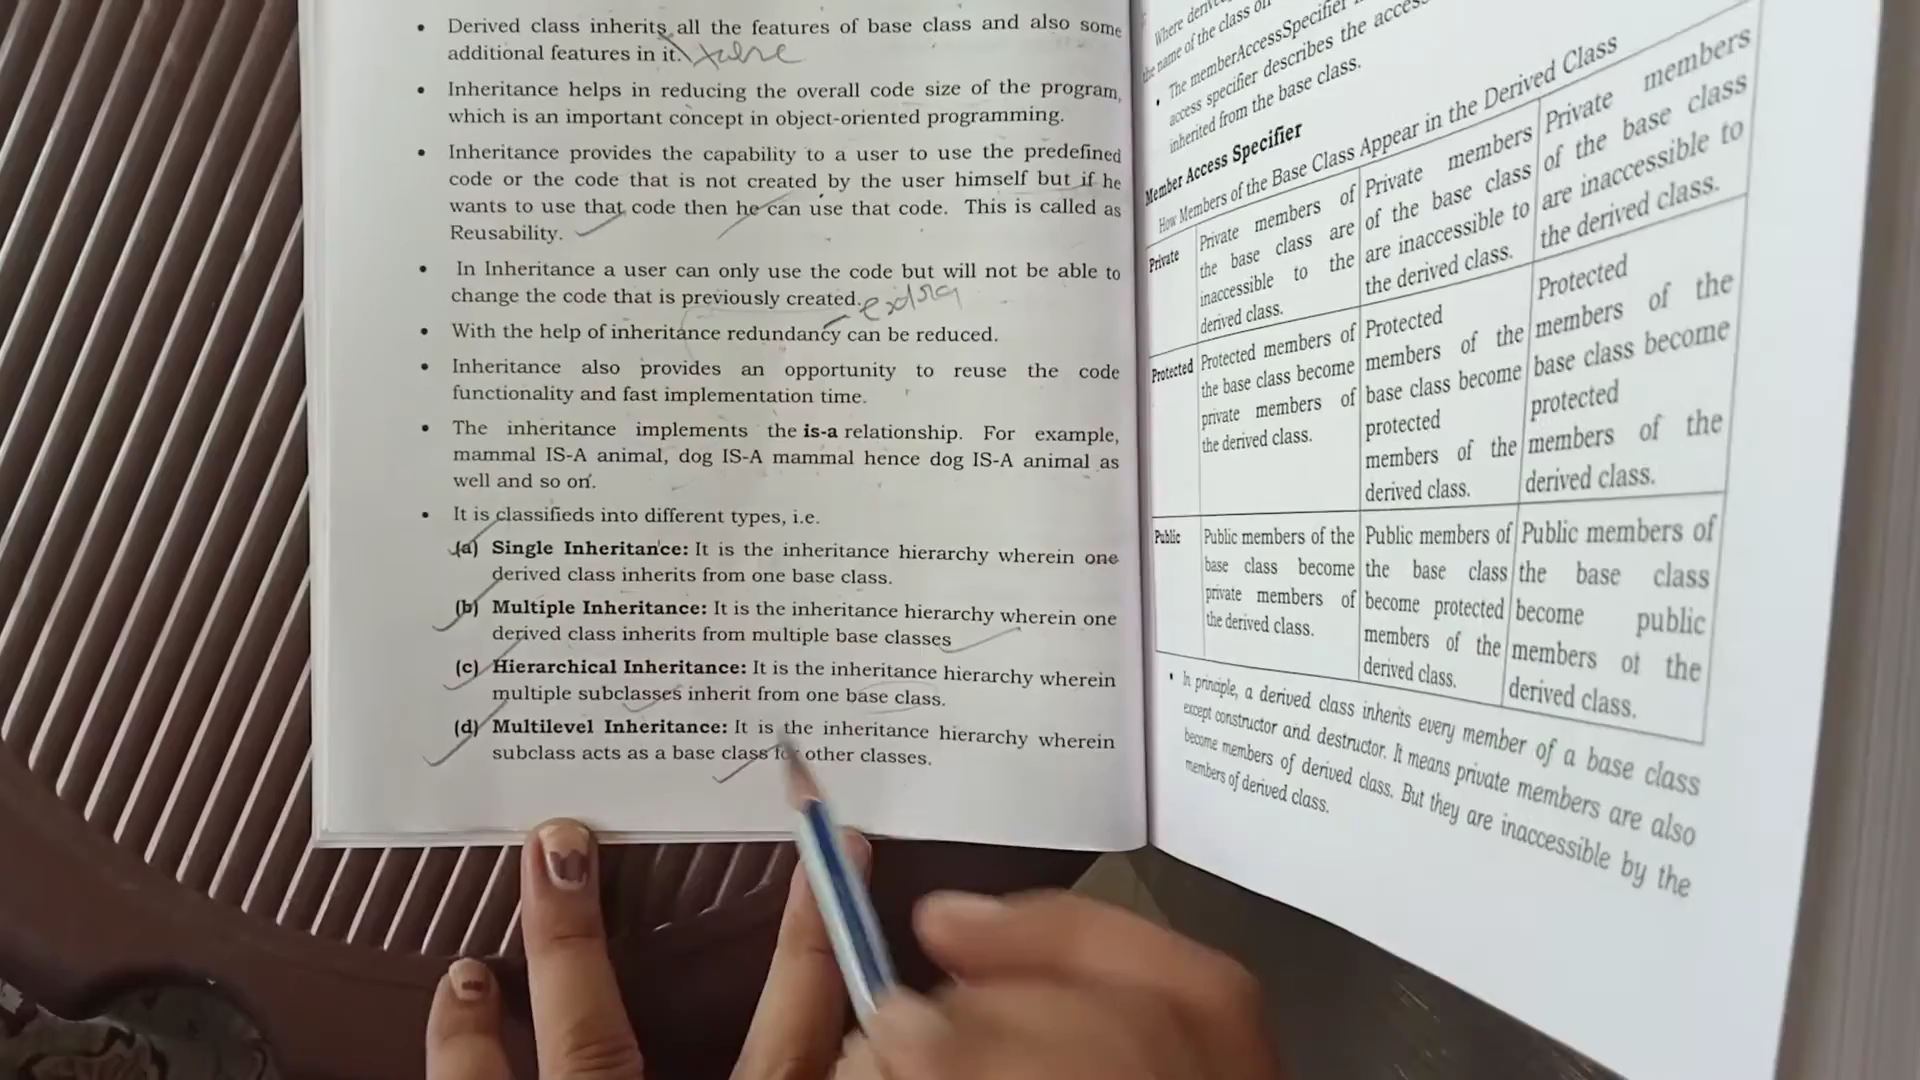 • Derived class inherits all the features of base class and also some
additional features in it.
• Inheritance helps in reducing the overall code size of the program,
which is an important concept in object-oriented programming.
• Inheritance provides the capability to a user to use the predefined
code or the code that is not created by the user himself but if he
wants to use that code then he can use that code. This is called as
Reusability.
• In Inheritance a user can only use the code but will not be able to
change the code that is previously created.
extra
• With the help of inheritance redundancy can be reduced.
• Inheritance also provides an opportunity to reuse the code
functionality and fast implementation time.
• The inheritance implements the is-a relationship. For example,
mammal IS-A animal, dog IS-A mammal hence dog IS-A animal as
well and so on.
• It is classifieds into different types, i.e.
(a) Single Inheritance: It is the inheritance hierarchy wherein one
derived class inherits from one base class.
(b) Multiple Inheritance: It is the inheritance hierarchy wherein one
derived class inherits from multiple base classes
(c) Hierarchical Inheritance: It is the inheritance hierarchy wherein
multiple subclasses inherit from one base class.
(d) Multilevel Inheritance: It is the inheritance hierarchy wherein
subclass acts as a base class for other classes.
Where
the name of the class
• The memberAccessSpecifier
access specifier describes the access
inherited from the base class.
Member Access Specifier
How Members of the Base Class Appear in the Derived Class
Private
Private members of
the base class are
inaccessible to the
derived class.
Private members
of the base class
are inaccessible to
the derived class.
Private members
of the base class
are inaccessible to
the derived class.
Protected
Protected members of
the base class become
private members of
the derived class.
Protected
members of the
base class become
protected
members of the
derived class.
Protected
members of the
base class become
protected
members of the
derived class.
Public
Public members of the
base class become
private members of
the derived class.
Public members of
the base class
become protected
members of the
derived class.
Public members of
the base class
become public
members of the
derived class.
• In principle, a derived class inherits every member of a base class
except constructor and destructor. It means private members are also
become members of derived class. But they are inaccessible by the
members of derived class.